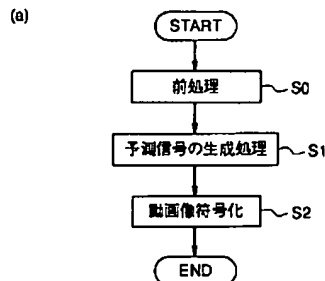 (a)
START
前処理
S0
予測信号の生成処理
S1
動画像符号化
S2
END